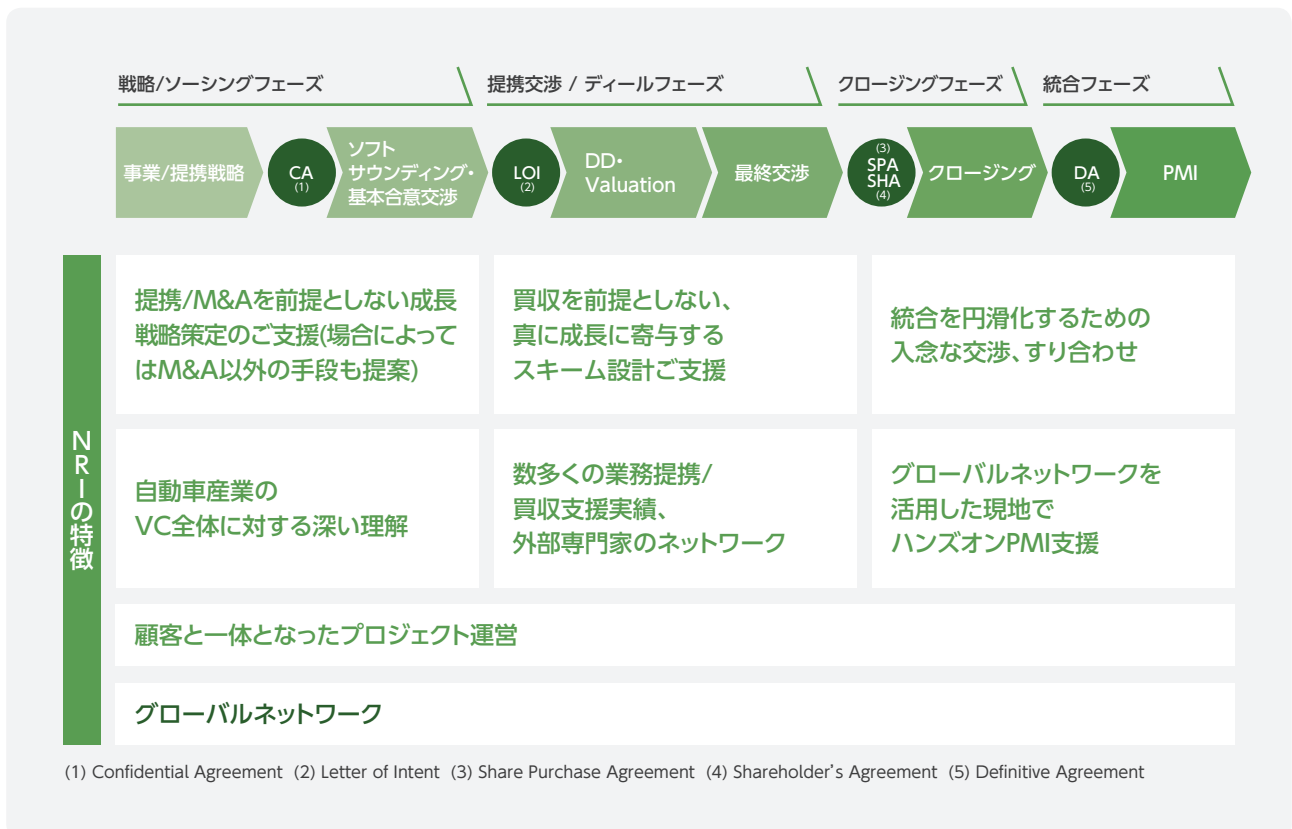 戦略/ソーシングフェーズ
提携交渉 / ディールフェーズ
クロージングフェーズ
統合フェーズ
事業/提携戦略
CA
(1)
ソフト
サウンディング・
基本合意交渉
LOI
(2)
DD・
Valuation
最終交渉
(3)
SPA
SHA
(4)
クロージング
DA
(5)
PMI
NRIの特徴
提携/M&Aを前提としない成長
戦略策定のご支援(場合によって
はM&A以外の手段も提案)
買収を前提としない、
真に成長に寄与する
スキーム設計ご支援
統合を円滑化するための
入念な交渉、すり合わせ
自動車産業の
VC全体に対する深い理解
数多くの業務提携/
買収支援実績、
外部専門家のネットワーク
グローバルネットワークを
活用した現地で
ハンズオンPMI支援
顧客と一体となったプロジェクト運営
グローバルネットワーク
(1) Confidential Agreement (2) Letter of Intent (3) Share Purchase Agreement (4) Shareholder's Agreement (5) Definitive Agreement